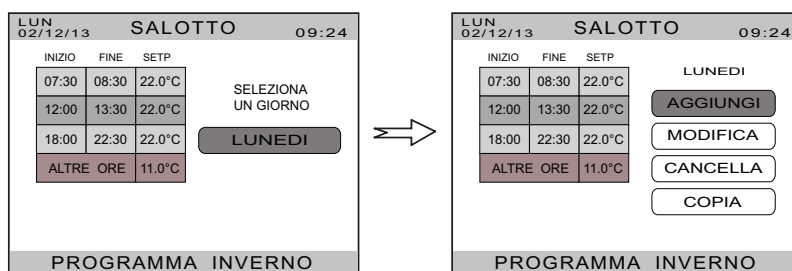 LUN
02/12/13 SALOTTO 09:24
INIZIO FINE SETP
07:30 08:30 22.0°C
12:00 13:30 22.0°C
18:00 22:30 22.0°C
ALTRE ORE 11.0°C
SELEZIONA
UN GIORNO
LUNEDI
PROGRAMMA INVERNO
LUN
02/12/13 SALOTTO 09:24
INIZIO FINE SETP
07:30 08:30 22.0°C
12:00 13:30 22.0°C
18:00 22:30 22.0°C
ALTRE ORE 11.0°C
LUNEDI
AGGIUNGI
MODIFICA
CANCELLA
COPIA
PROGRAMMA INVERNO